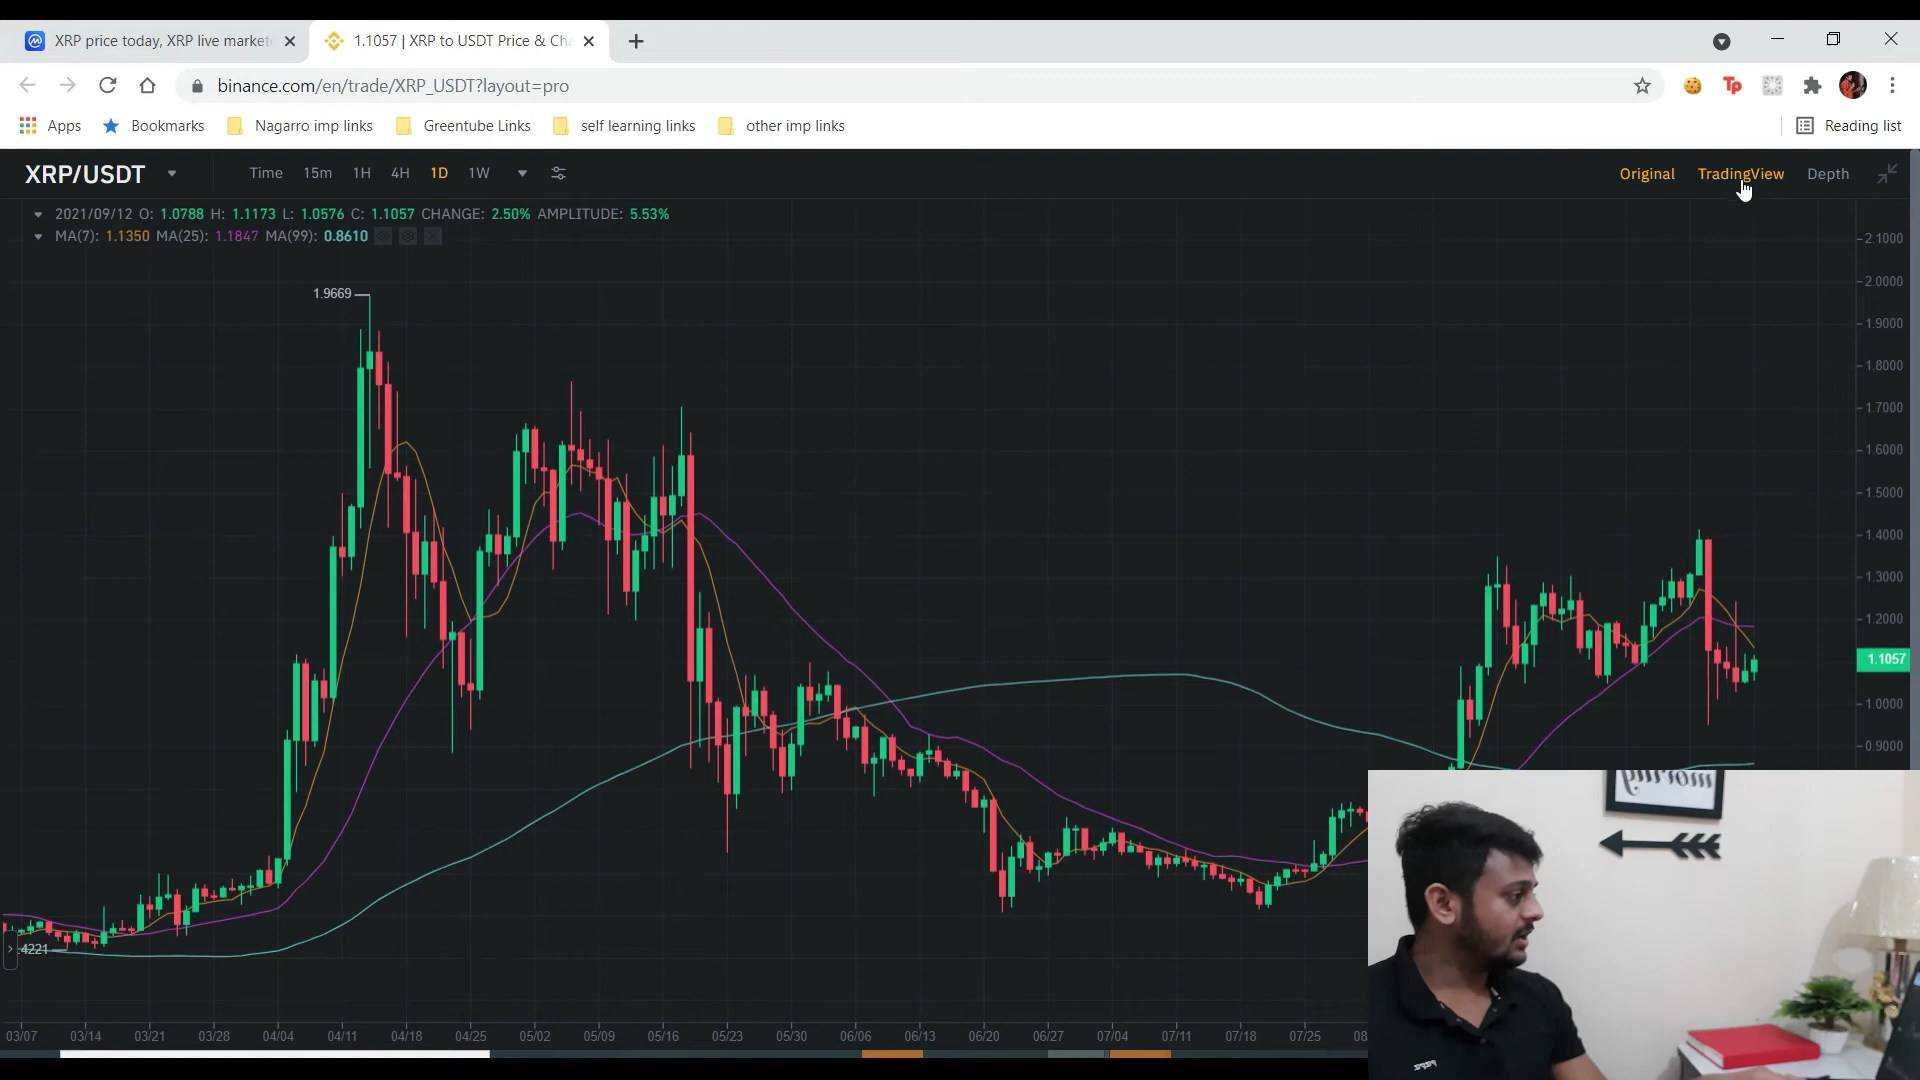 XRP price today, XRP live market
1.1057 | XRP to USDT Price & Ch
binance.com/en/trade/XRP_USDT?layout=pro
Tp
Apps
Bookmarks
Nagarro imp links
Greentube Links
self learning links
other imp links
Reading list
XRP/USDT
Time 15m 1H 4H 1D 1W
Original TradingView Depth
2021/09/12 O: 1.0788 H: 1.1173 L: 1.0576 C: 1.1057 CHANGE: 2.50% AMPLITUDE: 5.53%
MA(7): 1.1350 MA(25): 1.1847 MA(99): 0.8610
2.1000
2.0000
1.9669
1.9000
1.8000
1.7000
1.6000
1.5000
1.4000
1.3000
1.2000
1.1057
1.0000
0.9000
.4221
03/07 03/14 03/21 03/28 04/04 04/11 04/18 04/25 05/02 05/09 05/16 05/23 05/30 06/06 06/13 06/20 06/27 07/04 07/11 07/18 07/25 08